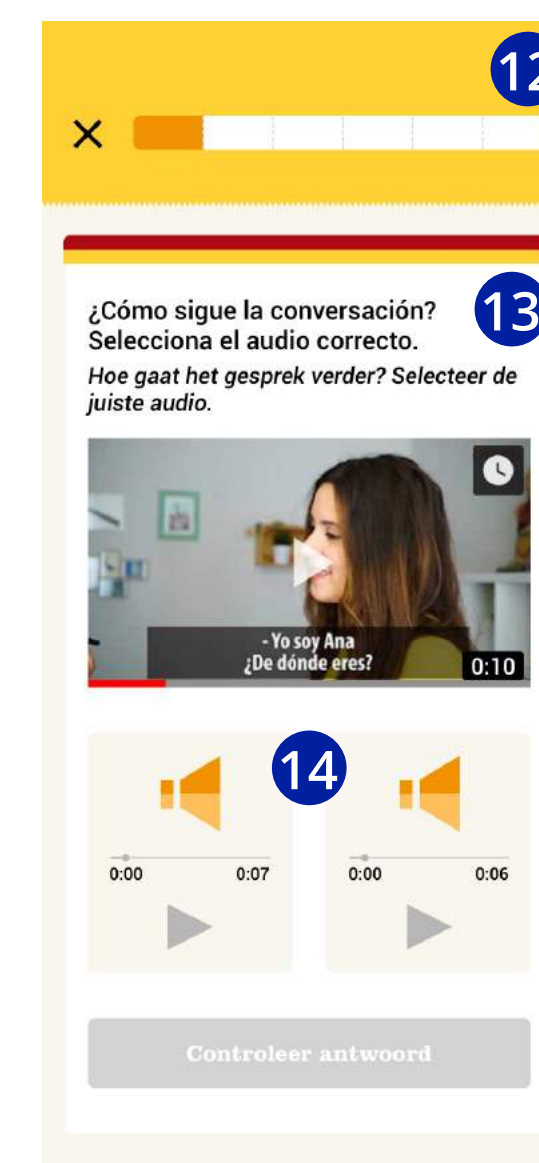 12
13
¿Cómo sigue la conversación?
Selecciona el audio correcto.
Hoe gaat het gesprek verder? Selecteer de
juiste audio.
- Yo soy Ana
¿De dónde eres?
0:10
14
0:00 0:07 0:00 0:06
Controleer antwoord